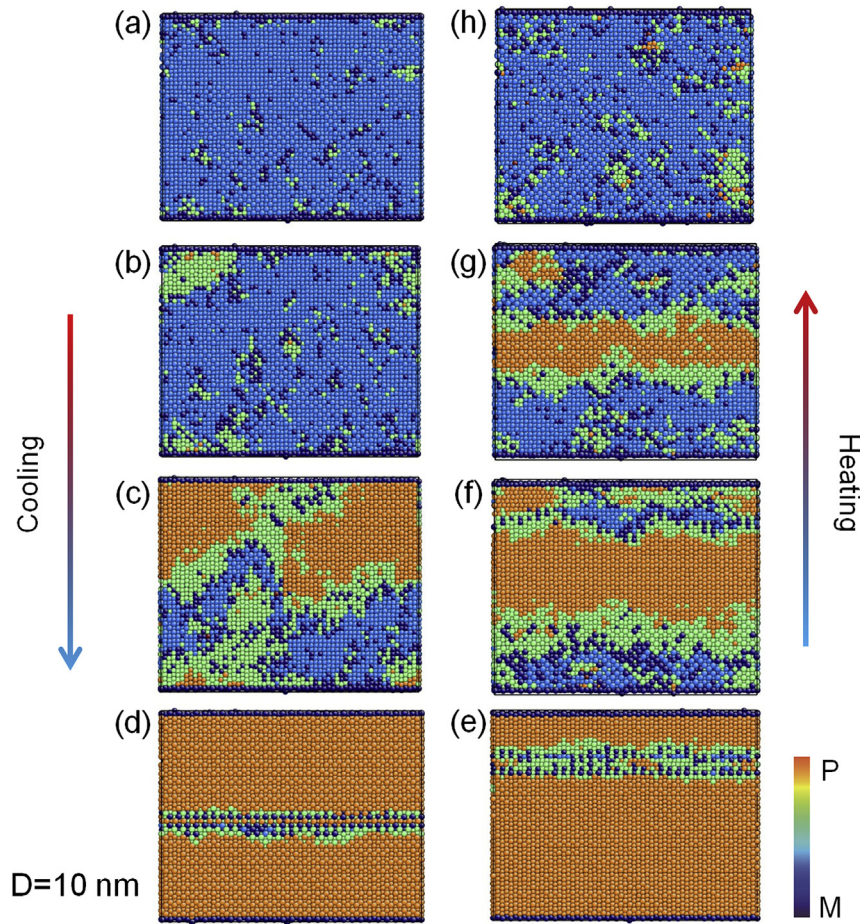 (a)
(h)
(b)
(g)
Cooling
Heating
(c)
(f)
(d)
(e)
P
D=10 nm
M